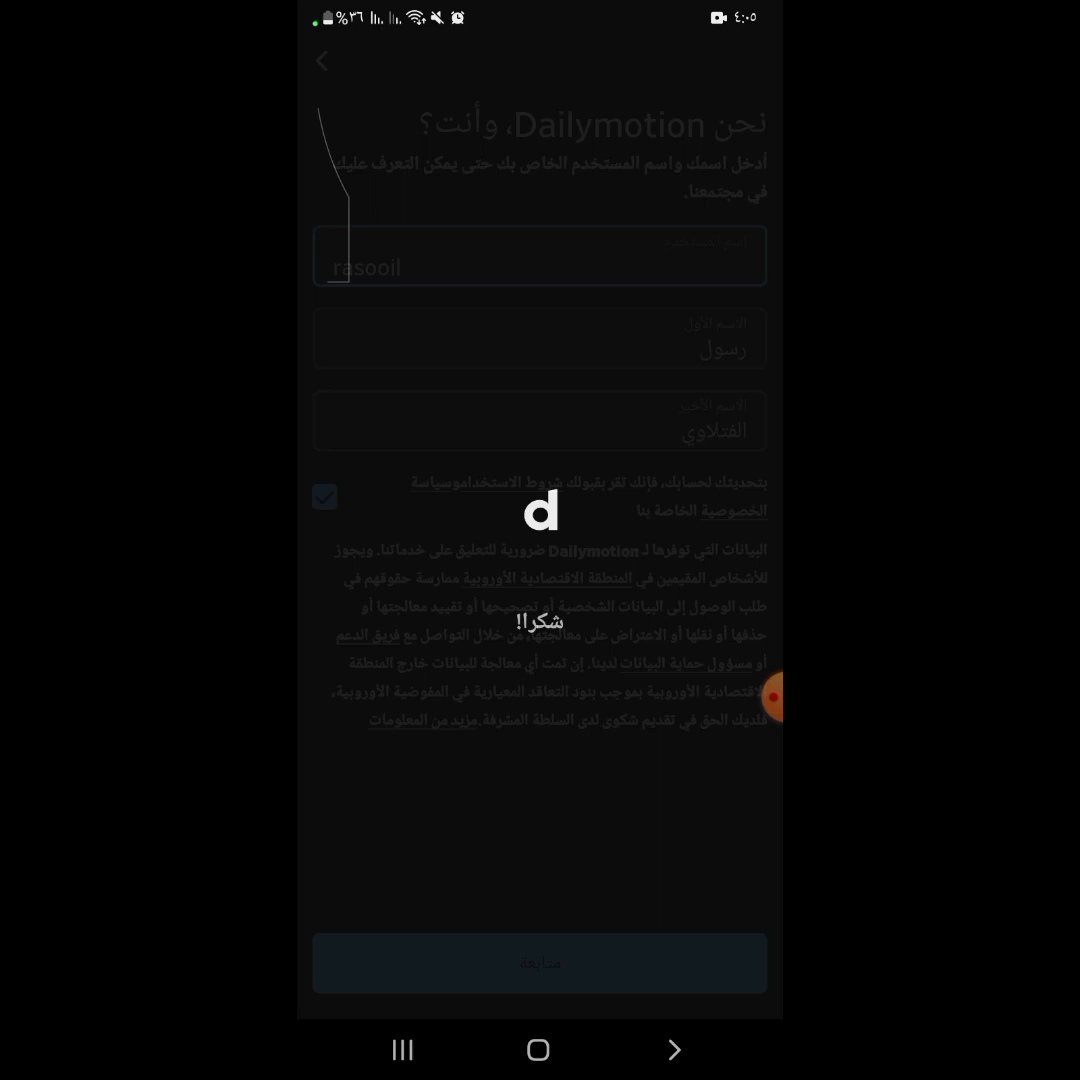 %٣٦
٤:٠٥
نحن Dailymotion، وأنت؟
أدخل اسمك واسم المستخدم الخاص بك حتى يمكن التعرف عليك
في مجتمعنا.
اسم المستخدم
rasooil
الاسم الأول
رسول
الاسم الأخير
الفتلاوي
بتحديثك لحسابك، فإنك تقر بقبولك شروط الاستخداموسياسة
الخصوصية الخاصة بنا
d
البيانات التي توفرها لـ Dailymotion ضرورية للتعليق على خدماتنا. ويجوز
للأشخاص المقيمين في المنطقة الاقتصادية الأوروبية ممارسة حقوقهم في
طلب الوصول إلى البيانات الشخصية أو تصحيحها أو تقييد معالجتها أو
شكرا!
حذفها أو نقلها أو الاعتراض على معالجتها، من خلال التواصل مع فريق الدعم
أو مسؤول حماية البيانات لدينا. إن تمت أي معالجة للبيانات خارج المنطقة
الاقتصادية الأوروبية بموجب بنود التعاقد المعيارية في المفوضية الأوروبية،
فلديك الحق في تقديم شكوى لدى السلطة المشرفة.مزيد من المعلومات
متابعة